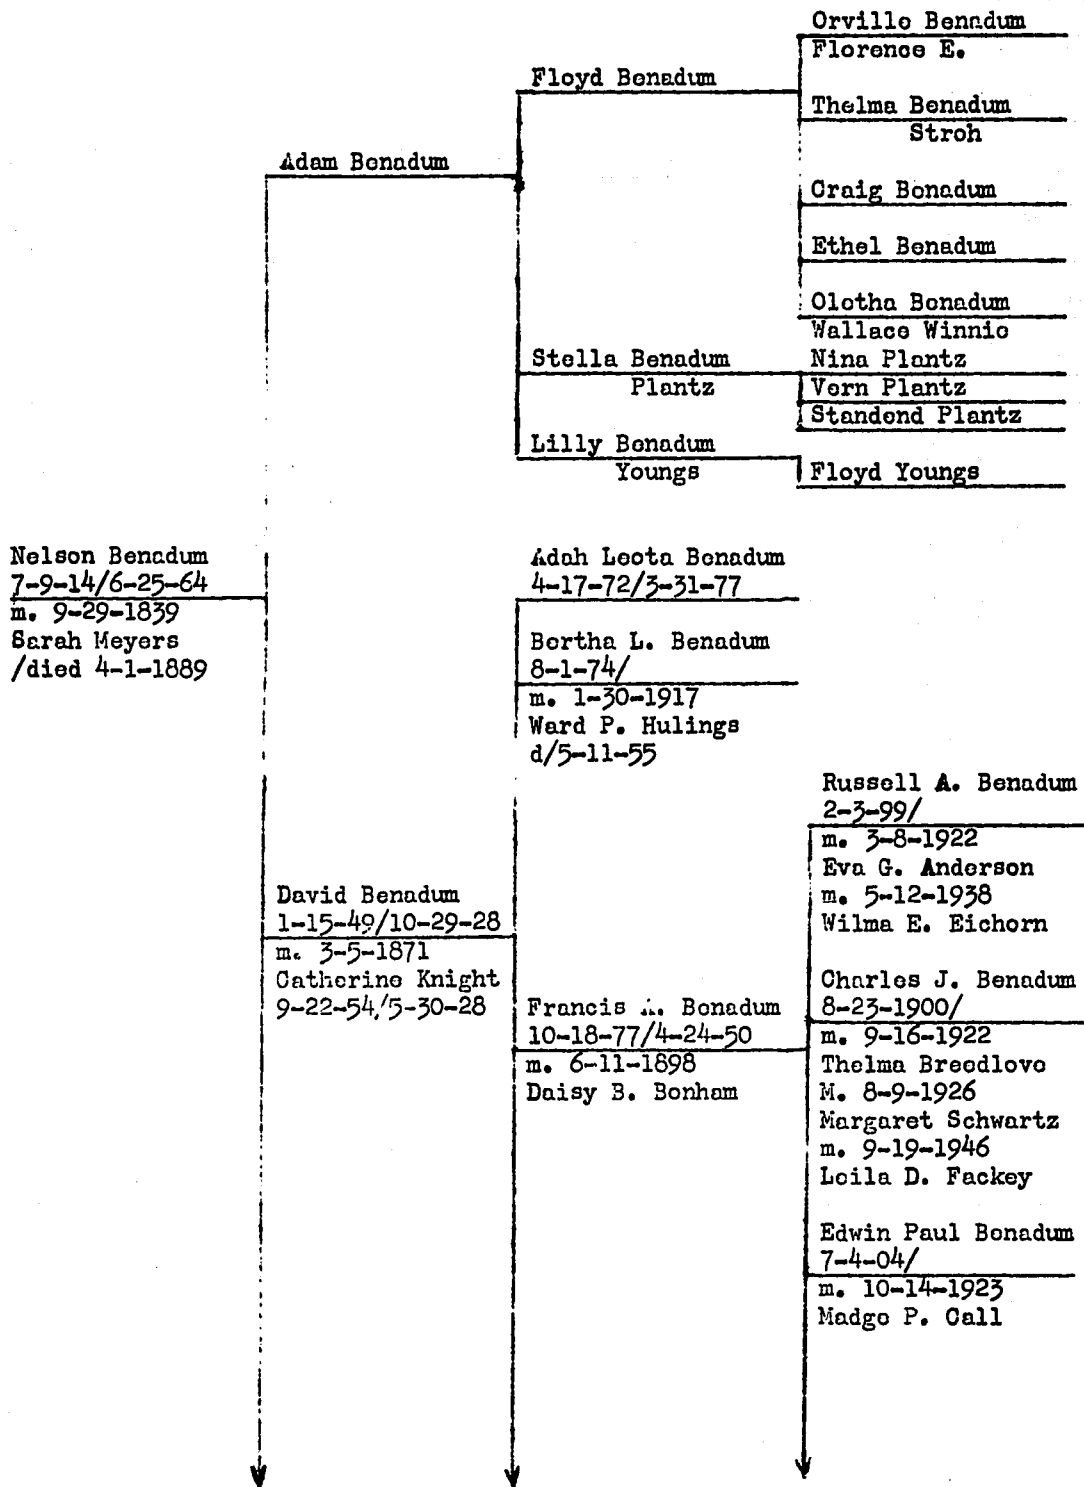 Orville Benadum
Florence E.
Floyd Benadum
Thelma Benadum
Stroh
Adam Benadum
Craig Benadum
Ethel Benadum
Olotha Benadum
Wallace Winnie
Stella Benadum
Plantz
Nina Plantz
Vern Plantz
Standend Plantz
Lilly Benadum
Youngs
Floyd Youngs
Nelson Benadum
7-9-14/6-25-64
m. 9-29-1839
Sarah Meyers
/died 4-1-1889
Adah Leota Benadum
4-17-72/3-31-77
Bertha L. Benadum
8-1-74/
m. 1-30-1917
Ward P. Hulings
d/5-11-55
Russell A. Benadum
2-3-99/
m. 3-8-1922
Eva G. Anderson
m. 5-12-1938
Wilma E. Eichorn
David Benadum
1-15-49/10-29-28
m. 3-5-1871
Catherine Knight
9-22-54/5-30-28
Charles J. Benadum
8-23-1900/
m. 9-16-1922
Thelma Breedlove
M. 8-9-1926
Margaret Schwartz
m. 9-19-1946
Leila D. Fackey
Francis A. Benadum
10-18-77/4-24-50
m. 6-11-1898
Daisy B. Bonham
Edwin Paul Benadum
7-4-04/
m. 10-14-1923
Madge P. Call